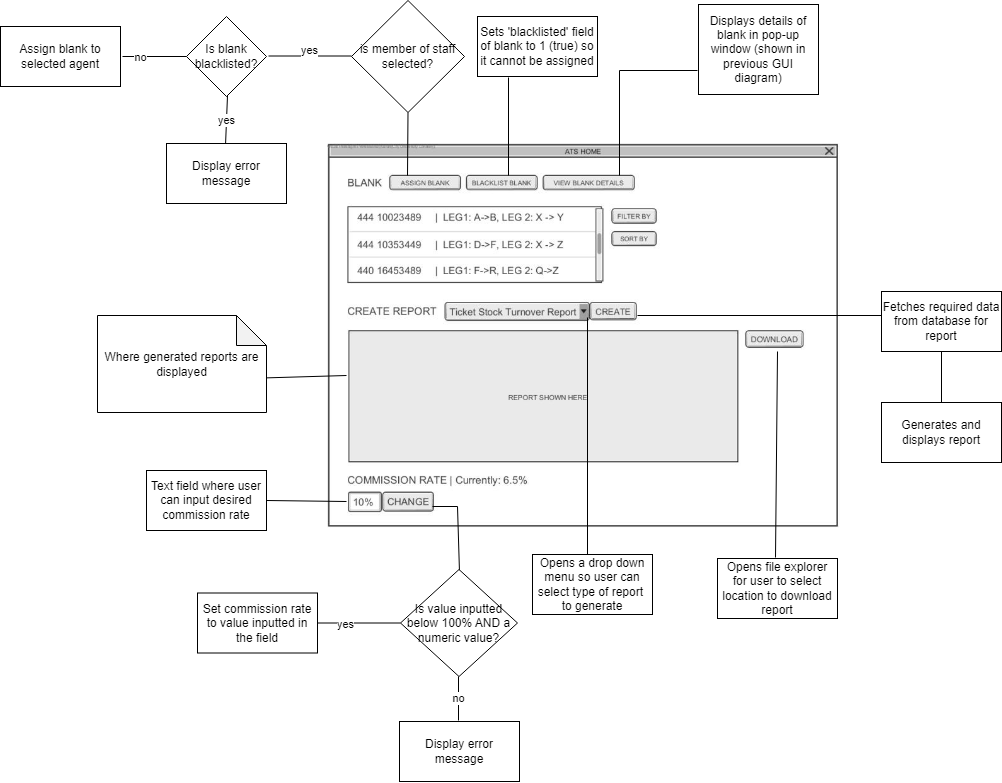 Assign blank to
selected agent
no
Is blank
blacklisted?
yes
is member of staff
selected?
yes
Display error
message
Sets 'blacklisted' field
of blank to 1 (true) so
it cannot be assigned
Displays details of
blank in pop-up
window (shown in
previous GUI
diagram)
ATS HOME
BLANK
ASSIGN BLANK
BLACKLIST BLANK
VIEW BLANK DETAILS
444 10023489 | LEG1: A->B, LEG 2: X -> Y
444 10353449 | LEG1: D->F, LEG 2: X -> Z
440 16453489 | LEG1: F->R, LEG 2: Q->Z
FILTER BY
SORT BY
CREATE REPORT
Ticket Stock Turnover Report
CREATE
Fetches required data
from database for
report
Where generated reports are
displayed
DOWNLOAD
REPORT SHOWN HERE
Generates and
displays report
COMMISSION RATE | Currently: 6.5%
10%
CHANGE
Text field where user
can input desired
commission rate
Opens a drop down
menu so user can
select type of report
to generate
Opens file explorer
for user to select
location to download
report
Set commission rate
to value inputted in
the field
yes
Is value inputted
below 100% AND a
numeric value?
no
Display error
message